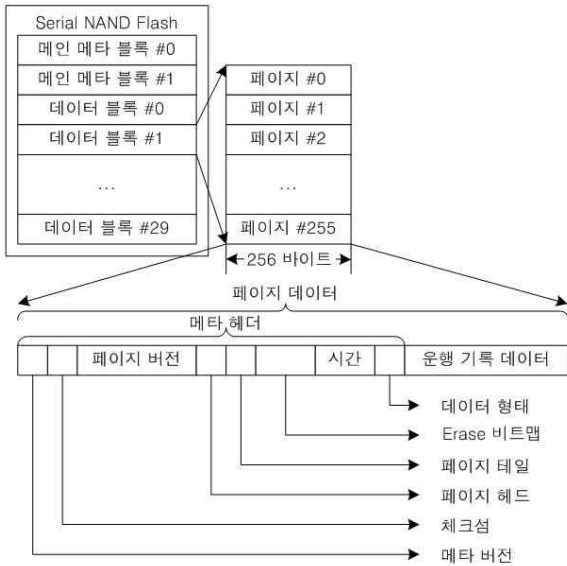 Serial NAND Flash
메인 메타 블록 #0
메인 메타 블록 #1
데이터 블록 #0
데이터 블록 #1
...
데이터 블록 #29
페이지 #0
페이지 #1
페이지 #2
...
페이지 #255
256 바이트
페이지 데이터
메타 헤더
페이지 버전
시간
운행 기록 데이터
데이터 형태
Erase 비트맵
페이지 테일
페이지 헤드
체크섬
메타 버전